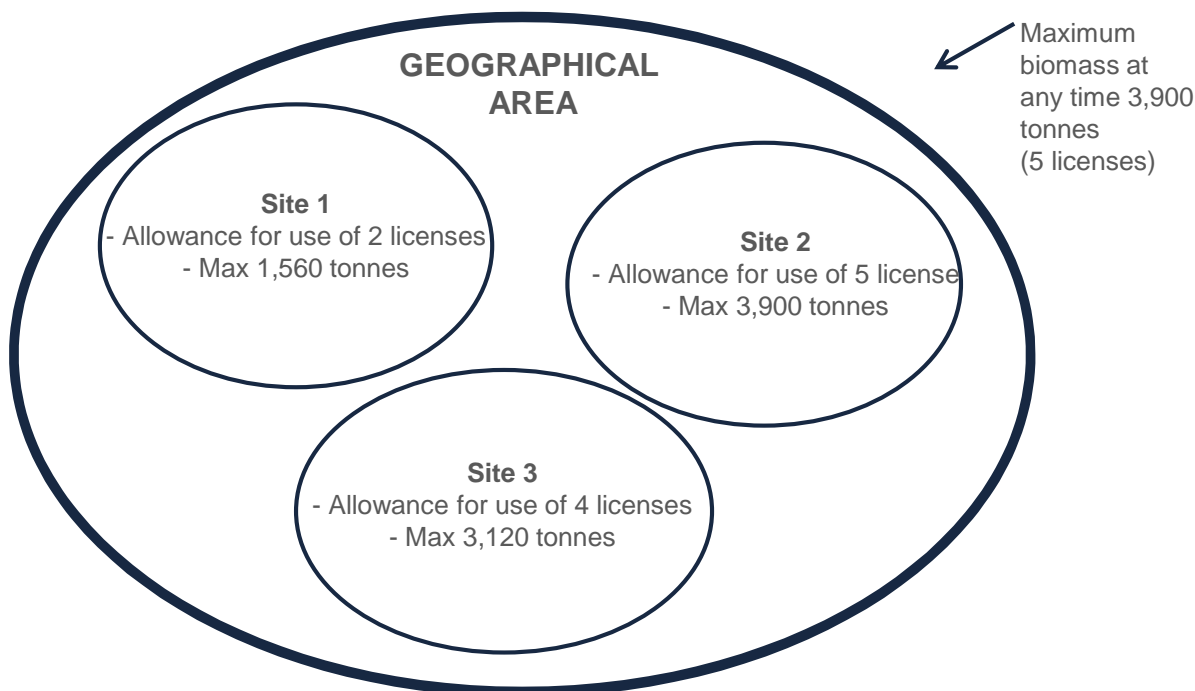 GEOGRAPHICAL
AREA
Maximum
biomass at
any time 3,900
tonnes
(5 licenses)
Site 1
- Allowance for use of 2 licenses
- Max 1,560 tonnes
Site 2
- Allowance for use of 5 license
- Max 3,900 tonnes
Site 3
- Allowance for use of 4 licenses
- Max 3,120 tonnes